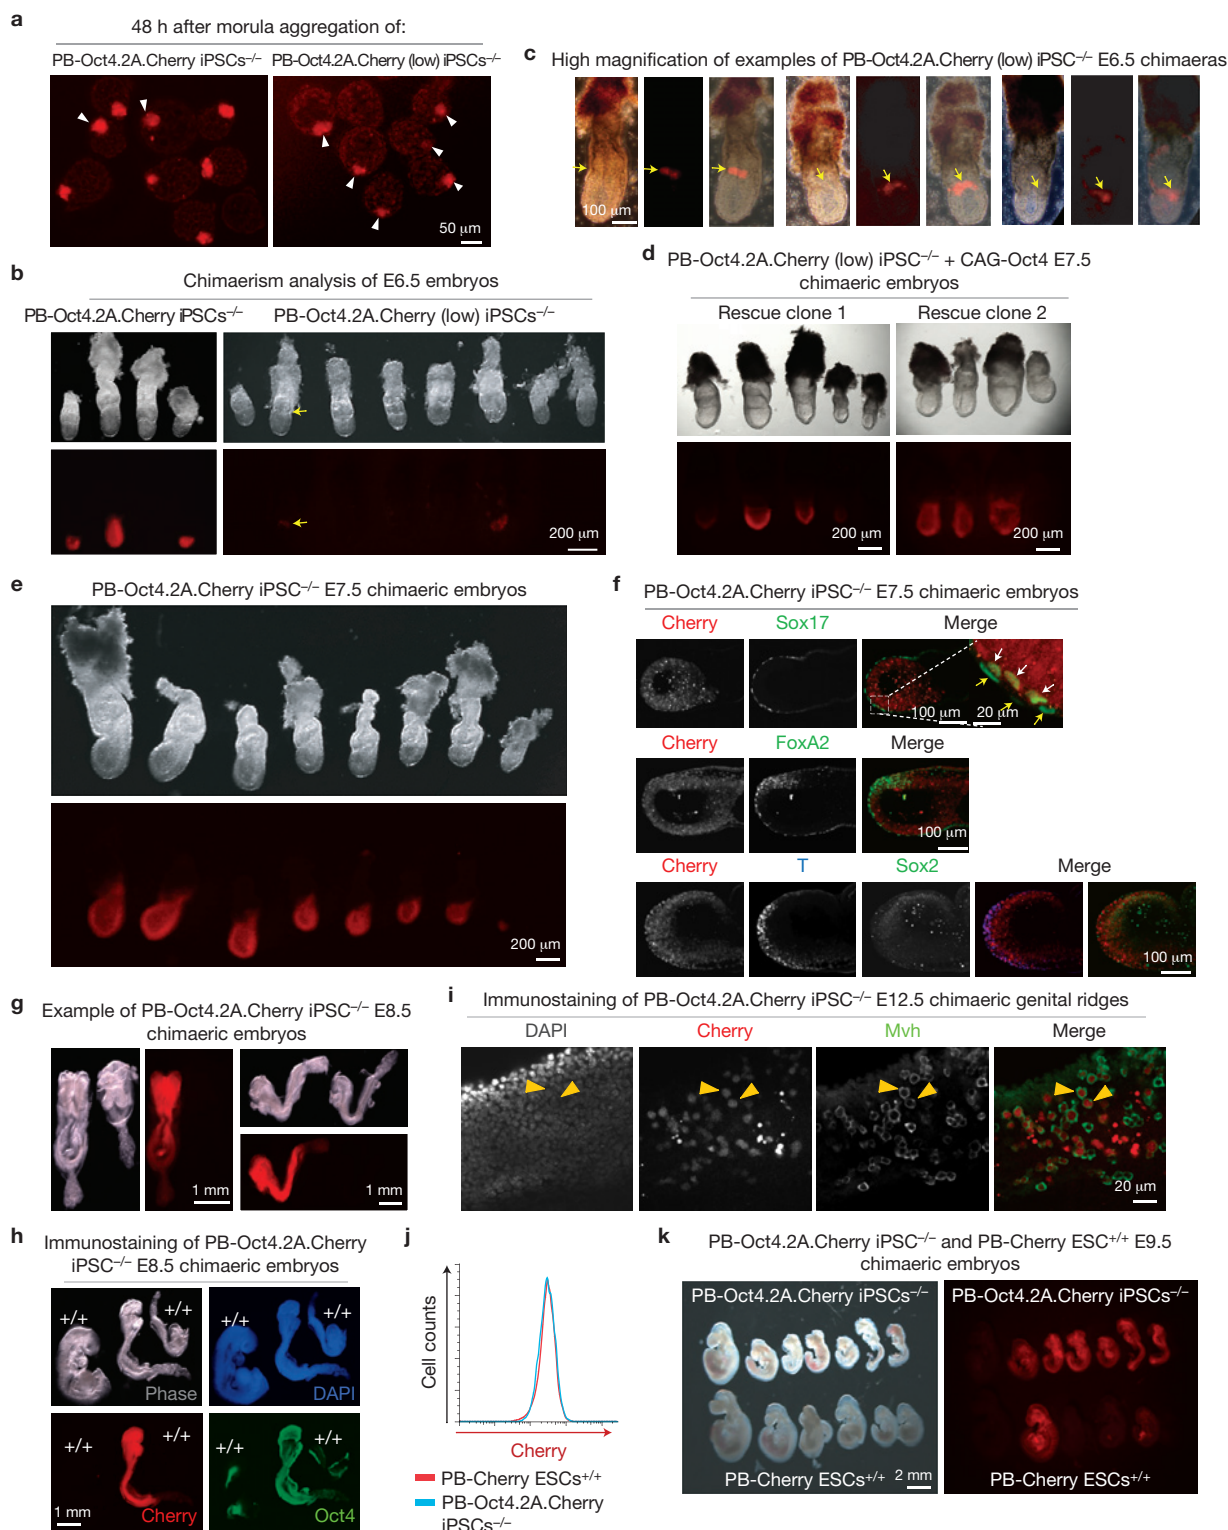 a
48 h after morula aggregation of:
PB-Oct4.2A.Cherry iPSCs–/–
PB-Oct4.2A.Cherry (low) iPSCs–/–
50 μm
c
High magnification of examples of PB-Oct4.2A.Cherry (low) iPSC–/– E6.5 chimaeras
100 μm
b
Chimaerism analysis of E6.5 embryos
PB-Oct4.2A.Cherry iPSCs–/–
PB-Oct4.2A.Cherry (low) iPSCs–/–
200 μm
d
PB-Oct4.2A.Cherry (low) iPSC–/– + CAG-Oct4 E7.5
chimaeric embryos
Rescue clone 1
Rescue clone 2
200 μm
200 μm
e
PB-Oct4.2A.Cherry iPSC–/– E7.5 chimaeric embryos
200 μm
f
PB-Oct4.2A.Cherry iPSC–/– E7.5 chimaeric embryos
Cherry
Sox17
Merge
100 μm
20 μm
Cherry
FoxA2
Merge
100 μm
Cherry
T
Sox2
Merge
100 μm
g
Example of PB-Oct4.2A.Cherry iPSC–/– E8.5
chimaeric embryos
1 mm
1 mm
i
Immunostaining of PB-Oct4.2A.Cherry iPSC–/– E12.5 chimaeric genital ridges
DAPI
Cherry
Mvh
Merge
20 μm
h
Immunostaining of PB-Oct4.2A.Cherry
iPSC–/– E8.5 chimaeric embryos
+/+
+/+
Phase
+/+
+/+
DAPI
+/+
+/+
1 mm
Cherry
+/+
+/+
Oct4
j
Cell counts
Cherry
PB-Cherry ESCs+/+
PB-Oct4.2A.Cherry
iPSCs–/–
k
PB-Oct4.2A.Cherry iPSC–/– and PB-Cherry ESC+/+ E9.5
chimaeric embryos
PB-Oct4.2A.Cherry iPSCs–/–
PB-Cherry ESCs+/+
2 mm
PB-Oct4.2A.Cherry iPSCs–/–
PB-Cherry ESCs+/+